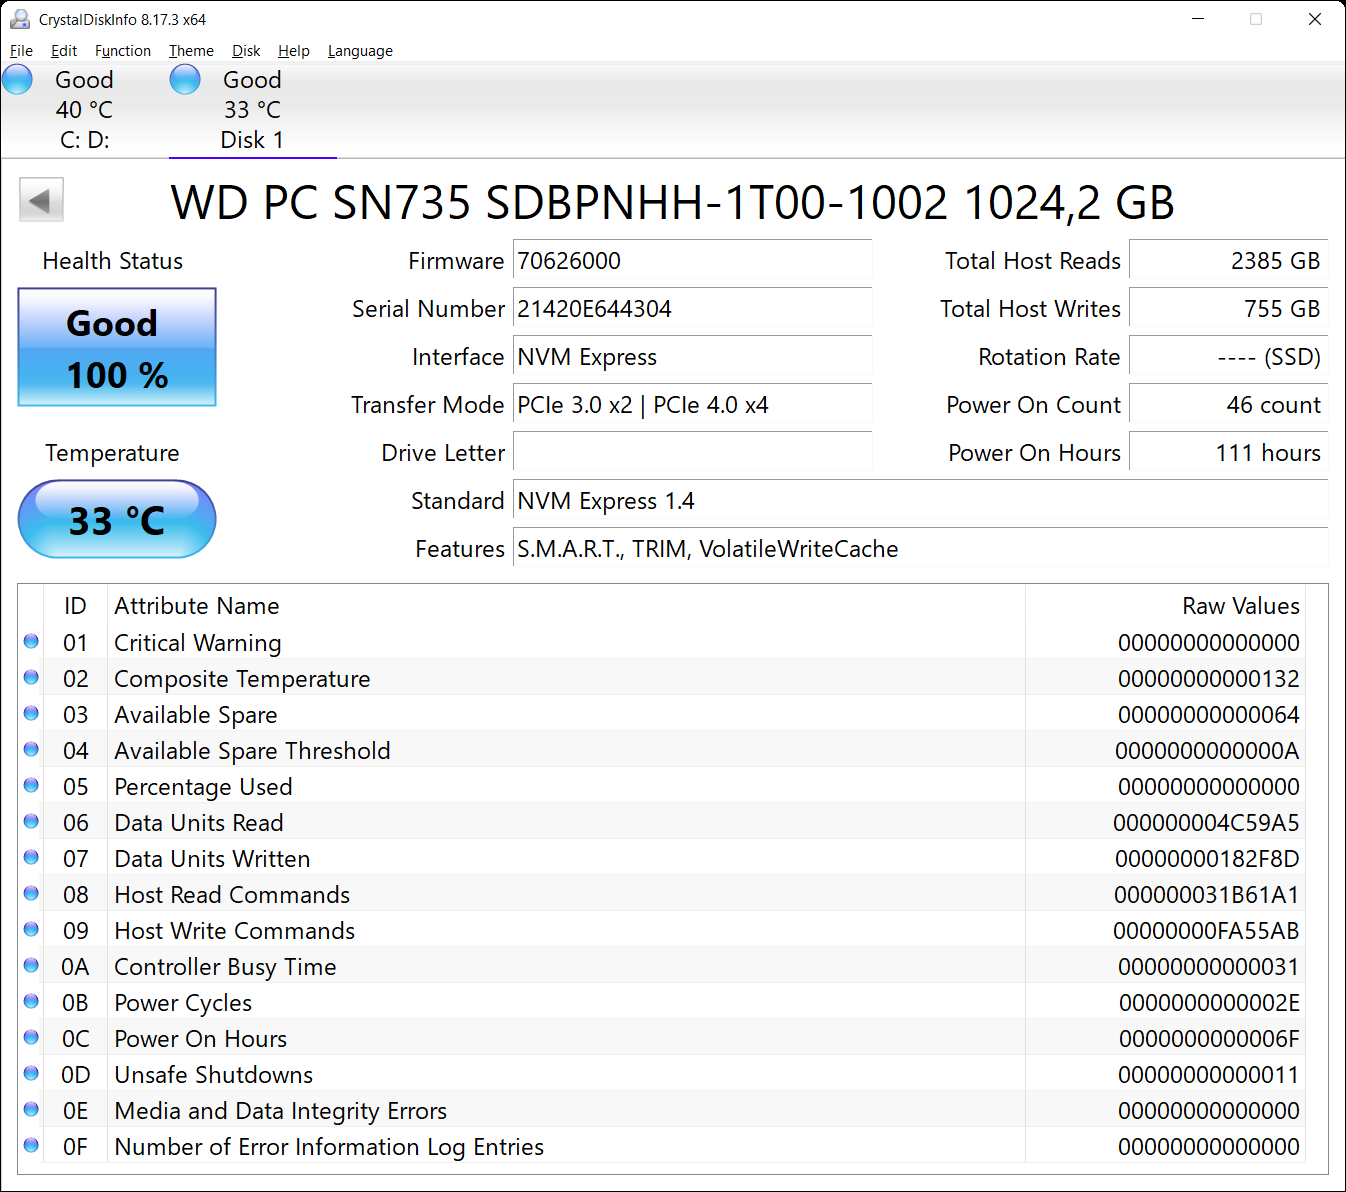 CrystalDiskInfo 8.17.3 x64
File Edit Function Theme Disk Help Language
Good Good
40 °C 33 °C
C: D: Disk 1
WD PC SN735 SDBPNHH-1T00-1002 1024,2 GB
Health Status
Good
100 %
Temperature
33 °C
Firmware 70626000
Serial Number 21420E644304
Interface NVM Express
Transfer Mode PCIe 3.0 x2 | PCIe 4.0 x4
Drive Letter
Standard NVM Express 1.4
Features S.M.A.R.T., TRIM, VolatileWriteCache
Total Host Reads 2385 GB
Total Host Writes 755 GB
Rotation Rate ---- (SSD)
Power On Count 46 count
Power On Hours 111 hours
ID Attribute Name Raw Values
01 Critical Warning 00000000000000
02 Composite Temperature 00000000000132
03 Available Spare 00000000000064
04 Available Spare Threshold 0000000000000A
05 Percentage Used 00000000000000
06 Data Units Read 000000004C59A5
07 Data Units Written 00000000182F8D
08 Host Read Commands 000000031B61A1
09 Host Write Commands 00000000FA55AB
0A Controller Busy Time 00000000000031
0B Power Cycles 0000000000002E
0C Power On Hours 0000000000006F
0D Unsafe Shutdowns 00000000000011
0E Media and Data Integrity Errors 00000000000000
0F Number of Error Information Log Entries 00000000000000